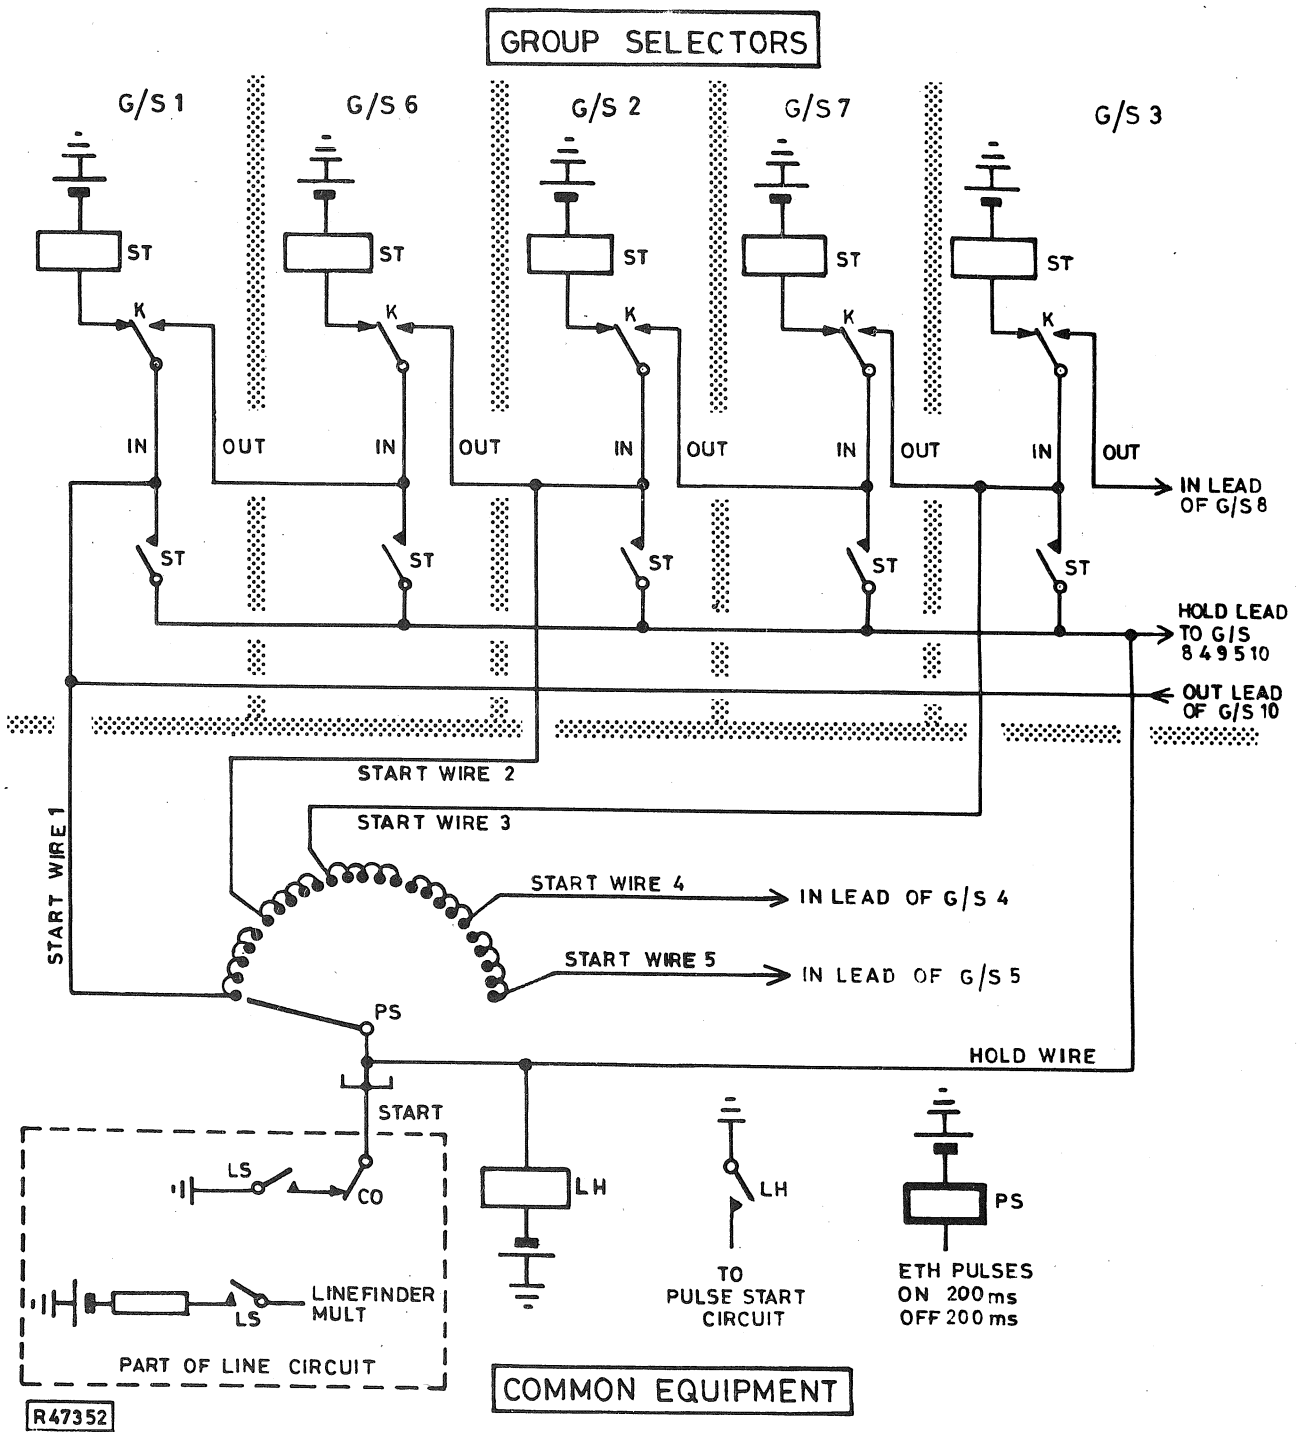 GROUP SELECTORS
G/S 1
G/S 6
G/S 2
G/S 7
G/S 3
ST
ST
ST
ST
ST
K
K
K
K
K
IN
OUT
IN
OUT
IN
OUT
IN
OUT
IN
OUT
IN LEAD
OF G/S 8
ST
ST
ST
ST
ST
HOLD LEAD
TO G/S
8 4 9 5 10
OUT LEAD
OF G/S 10
START WIRE 2
START WIRE 3
START WIRE 1
START WIRE 4
IN LEAD OF G/S 4
START WIRE 5
IN LEAD OF G/S 5
PS
HOLD WIRE
START
LS
CO
LH
LH
PS
TO
PULSE START
CIRCUIT
ETH PULSES
ON 200 ms
OFF 200 ms
LINEFINDER
MULT
LS
PART OF LINE CIRCUIT
COMMON EQUIPMENT
R47352